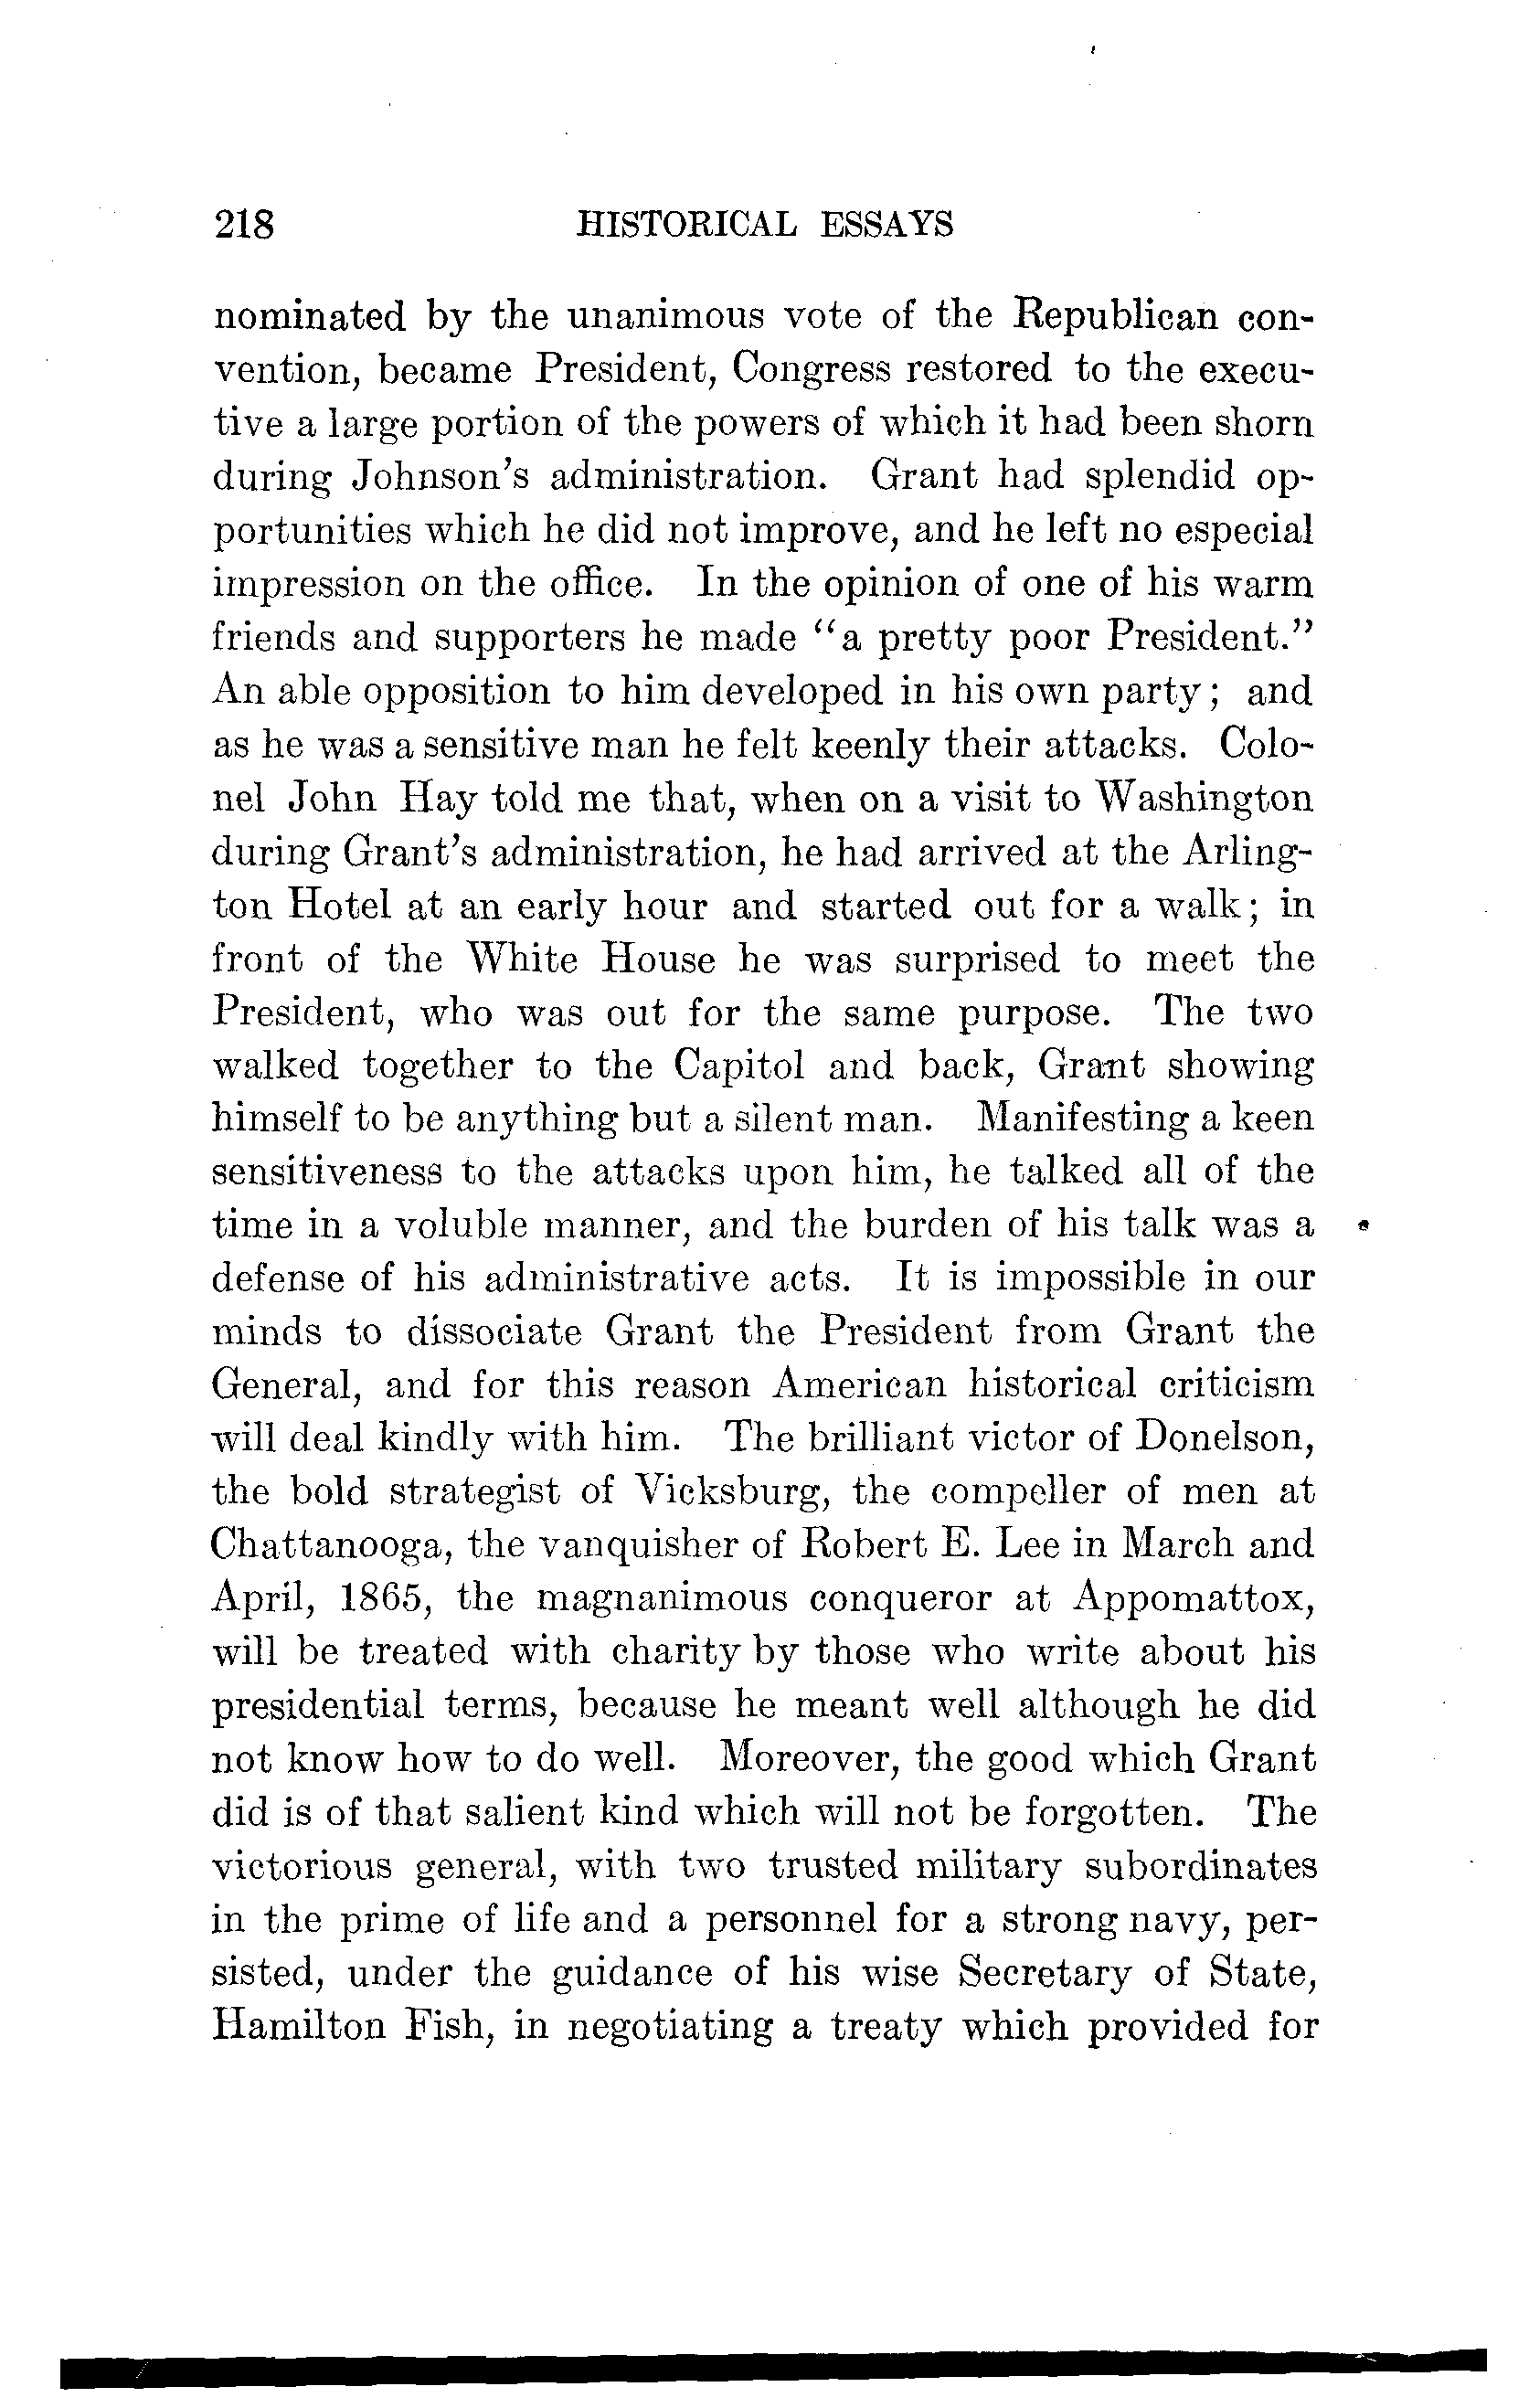 218 HISTORICAL ESSAYS
nominated by the unanimous vote of the Republican con-
vention, became President, Congress restored to the execu-
tive a large portion of the powers of which it had been shorn
during Johnson's administration. Grant had splendid op-
portunities which he did not improve, and he left no especial
impression on the office. In the opinion of one of his warm
friends and supporters he made “a pretty poor President.”
An able opposition to him developed in his own party; and
as he was a sensitive man he felt keenly their attacks. Colo-
nel John Hay told me that, when on a visit to Washington
during Grant's administration, he had arrived at the Arling-
ton Hotel at an early hour and started out for a walk; in
front of the White House he was surprised to meet the
President, who was out for the same purpose. The two
walked together to the Capitol and back, Grant showing
himself to be anything but a silent man. Manifesting a keen
sensitiveness to the attacks upon him, he talked all of the
time in a voluble manner, and the burden of his talk was a
defense of his administrative acts. It is impossible in our
minds to dissociate Grant the President from Grant the
General, and for this reason American historical criticism
will deal kindly with him. The brilliant victor of Donelson,
the bold strategist of Vicksburg, the compeller of men at
Chattanooga, the vanquisher of Robert E. Lee in March and
April, 1865, the magnanimous conqueror at Appomattox,
will be treated with charity by those who write about his
presidential terms, because he meant well although he did
not know how to do well. Moreover, the good which Grant
did is of that salient kind which will not be forgotten. The
victorious general, with two trusted military subordinates
in the prime of life and a personnel for a strong navy, per-
sisted, under the guidance of his wise Secretary of State,
Hamilton Fish, in negotiating a treaty which provided for